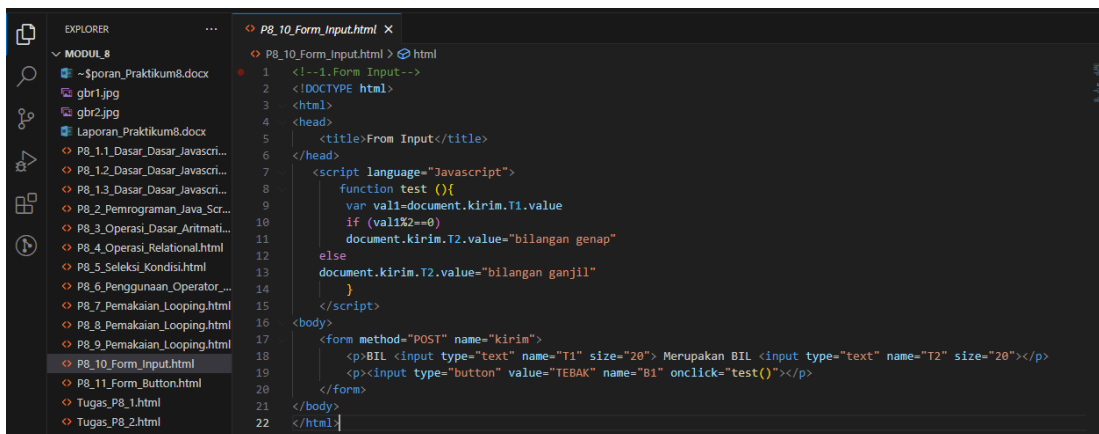 EXPLORER
...
MODUL_8
~$poran_Praktikum8.docx
gbr1.jpg
gbr2.jpg
Laporan_Praktikum8.docx
P8_1.1_Dasar_Dasar_Javascri...
P8_1.2_Dasar_Dasar_Javascri...
P8_1.3_Dasar_Dasar_Javascri...
P8_2_Pemrograman_Java_Scr...
P8_3_Operasi_Dasar_Aritmati...
P8_4_Operasi_Relational.html
P8_5_Seleksi_Kondisi.html
P8_6_Penggunaan_Operator_...
P8_7_Pemakaian_Looping.html
P8_8_Pemakaian_Looping.html
P8_9_Pemakaian_Looping.html
P8_10_Form_Input.html
P8_11_Form_Button.html
Tugas_P8_1.html
Tugas_P8_2.html
P8_10_Form_Input.html
P8_10_Form_Input.html > html
1 <!--1.Form Input-->
2 <!DOCTYPE html>
3 <html>
4 <head>
5 <title>From Input</title>
6 </head>
7 <script language="Javascript">
8 function test (){
9 var val1=document.kirim.T1.value
10 if (val1%2==0)
11 document.kirim.T2.value="bilangan genap"
12 else
13 document.kirim.T2.value="bilangan ganjil"
14 }
15 </script>
16 <body>
17 <form method="POST" name="kirim">
18 <p>BIL <input type="text" name="T1" size="20"> Merupakan BIL <input type="text" name="T2" size="20"></p>
19 <p><input type="button" value="TEBAK" name="B1" onclick="test()"></p>
20 </form>
21 </body>
22 </html>